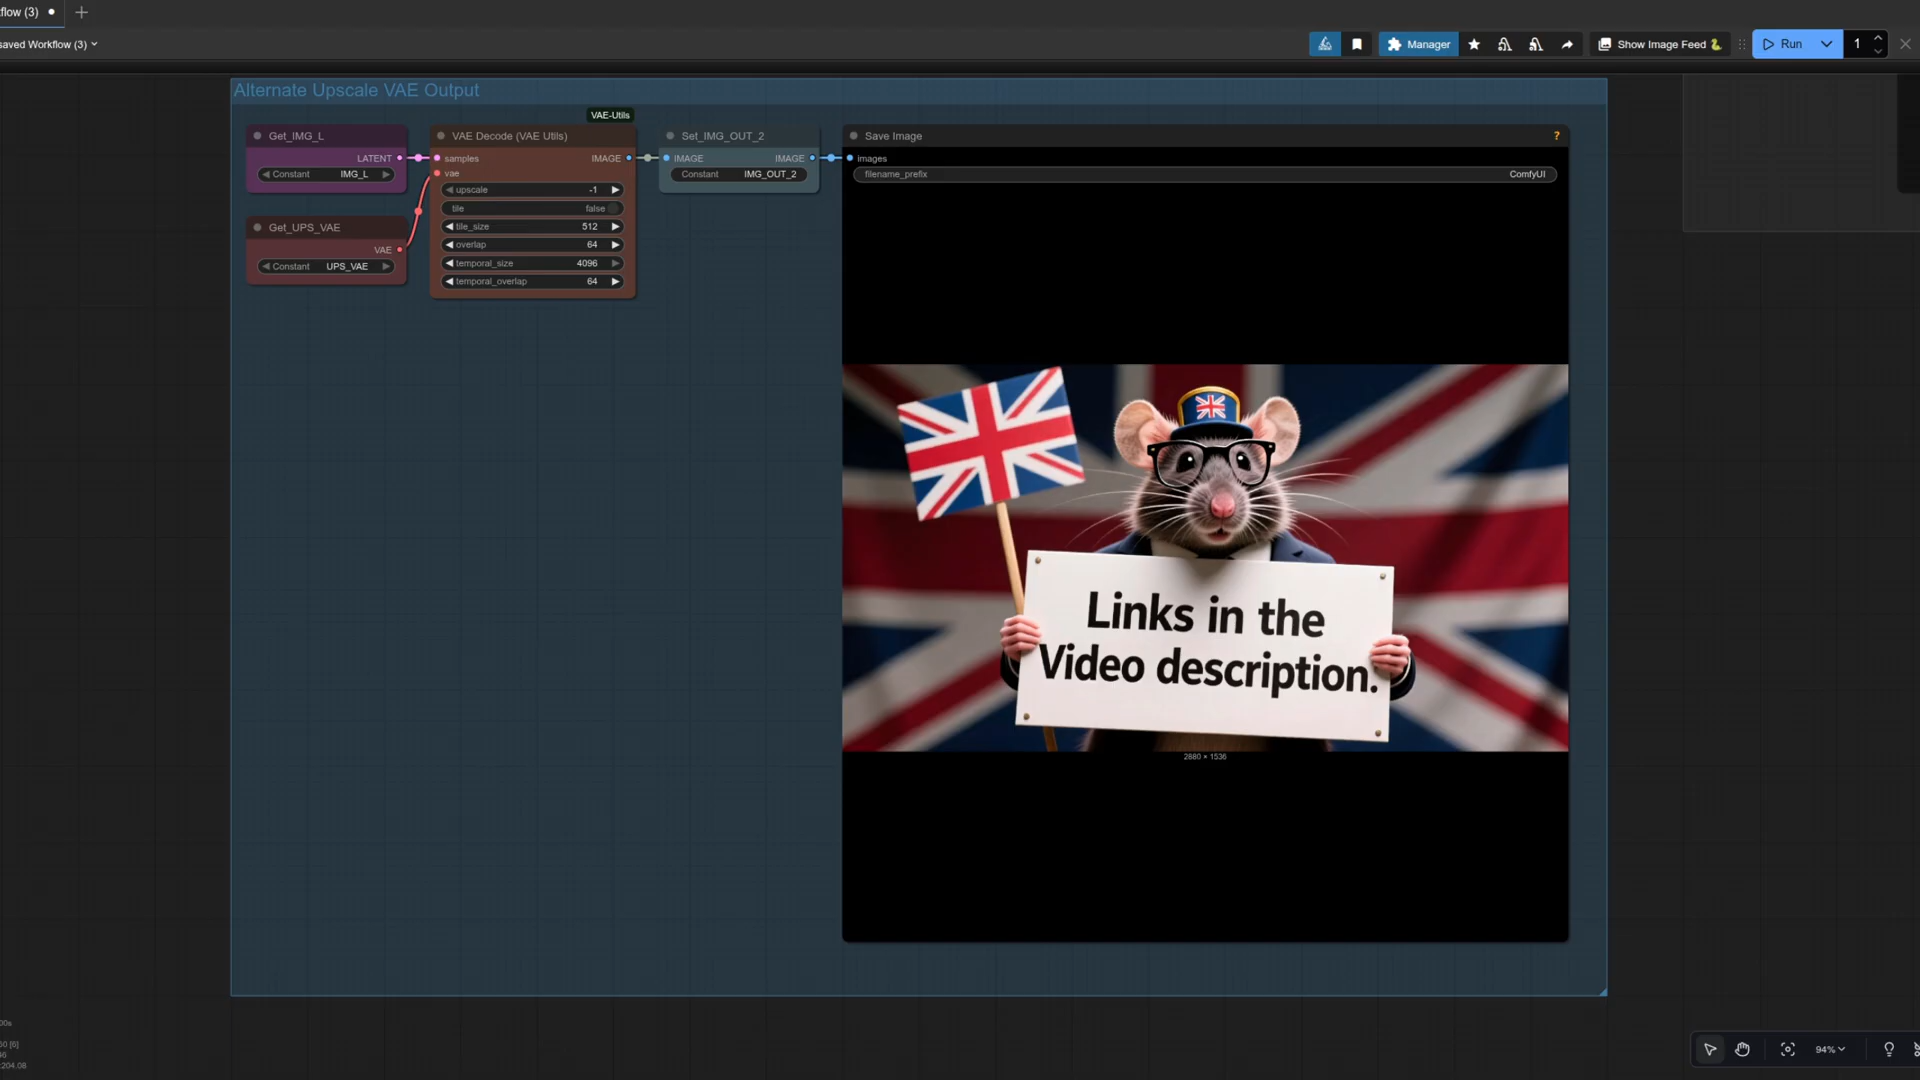 flow (3)
saved Workflow (3)
Manager
Show Image Feed
Run
1
Alternate Upscale VAE Output
VAE-Utils
Get_IMG_L
LATENT
Constant IMG_L
Get_UPS_VAE
VAE
Constant UPS_VAE
VAE Decode (VAE Utils)
samples IMAGE
vae
upscale -1
tile false
tile_size 512
overlap 64
temporal_size 4096
temporal_overlap 64
Set_IMG_OUT_2
IMAGE IMAGE
Constant IMG_OUT_2
Save Image ?
images
filename_prefix ComfyUI
Links in the
Video description.
2880 × 1536
94%